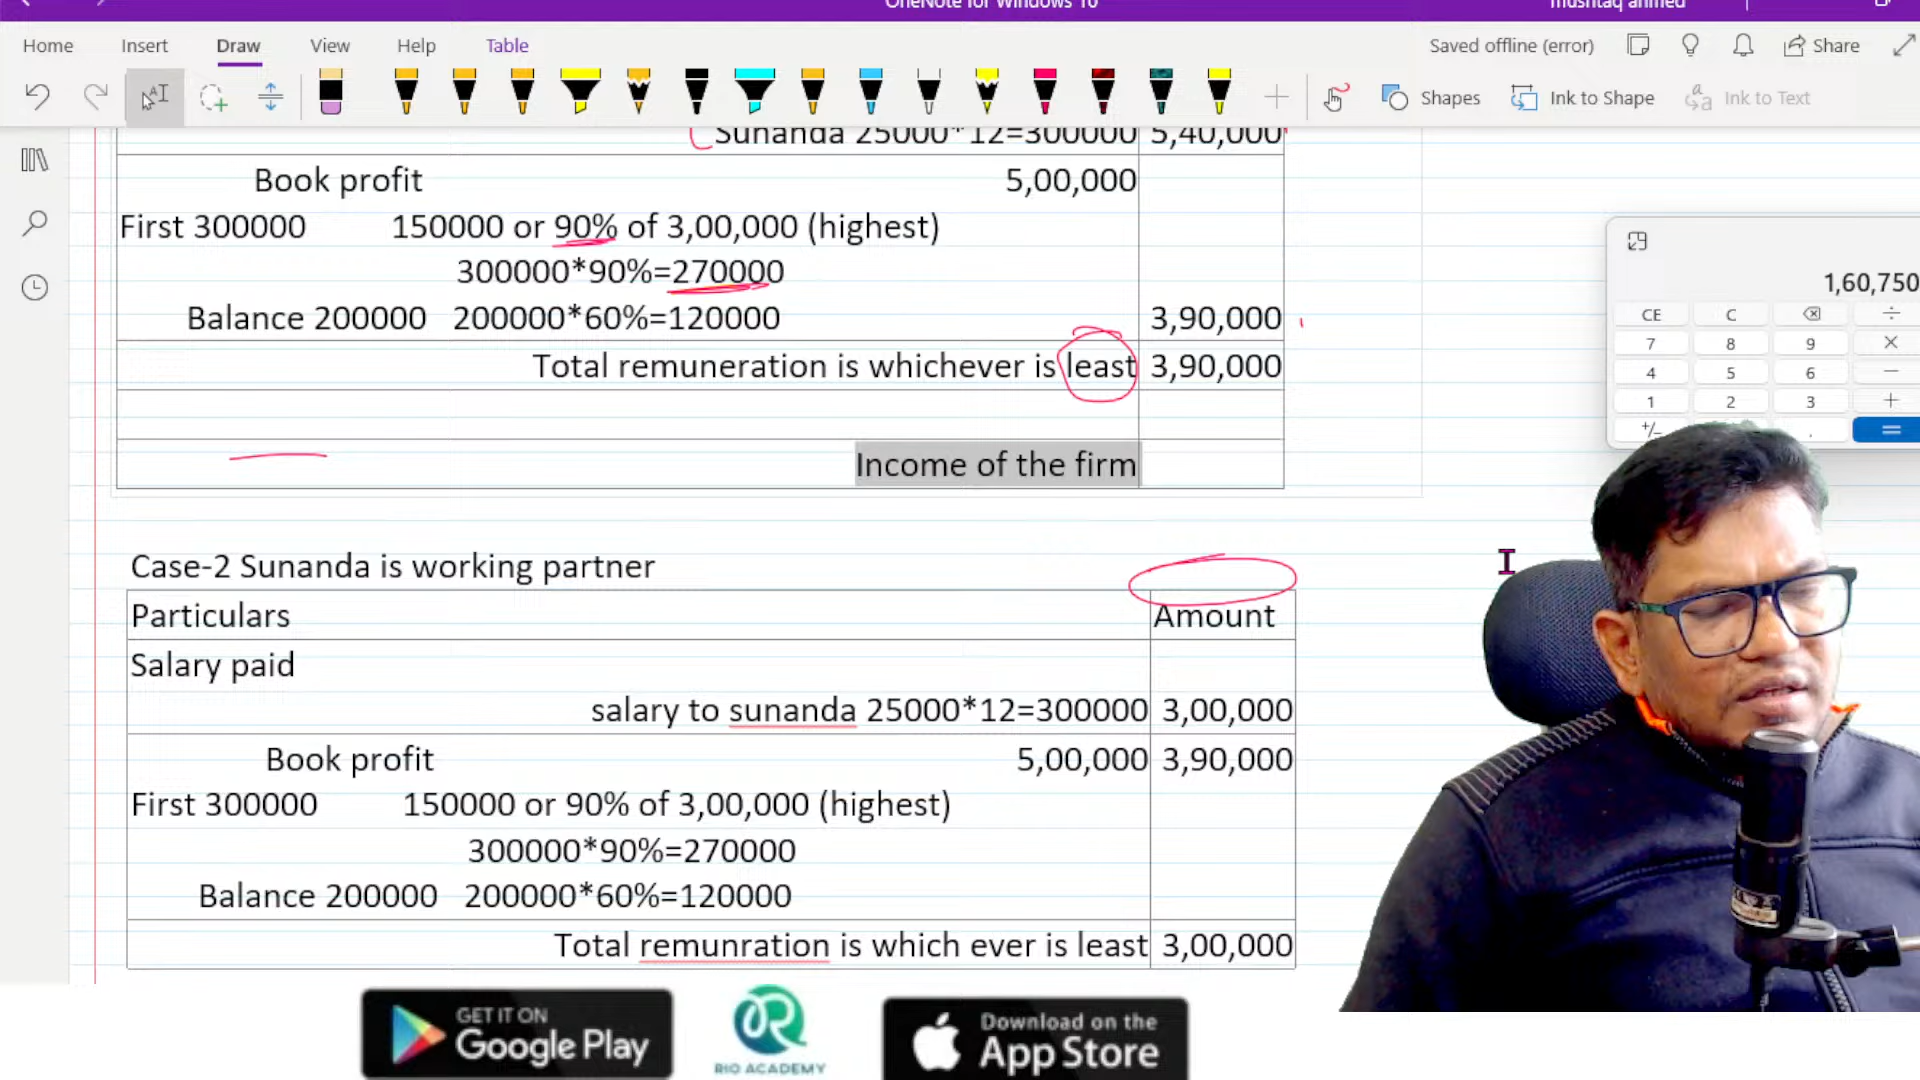 OneNote for Windows 10 mushtaq ahmed
Home Insert Draw View Help Table Saved offline (error) Share
Shapes Ink to Shape Ink to Text
Sunanda 25000*12=300000 5,40,000
Book profit 5,00,000
First 300000 150000 or 90% of 3,00,000 (highest)
300000*90%=270000
Balance 200000 200000*60%=120000 3,90,000
Total remuneration is whichever is least 3,90,000
Income of the firm
1,60,750
CE C ÷
7 8 9 ×
4 5 6 −
1 2 3 +
+/− . =
Case-2 Sunanda is working partner
Particulars Amount
Salary paid
salary to sunanda 25000*12=300000 3,00,000
Book profit 5,00,000 3,90,000
First 300000 150000 or 90% of 3,00,000 (highest)
300000*90%=270000
Balance 200000 200000*60%=120000
Total remunration is which ever is least 3,00,000
GET IT ON
Google Play
RIO ACADEMY
Download on the
App Store